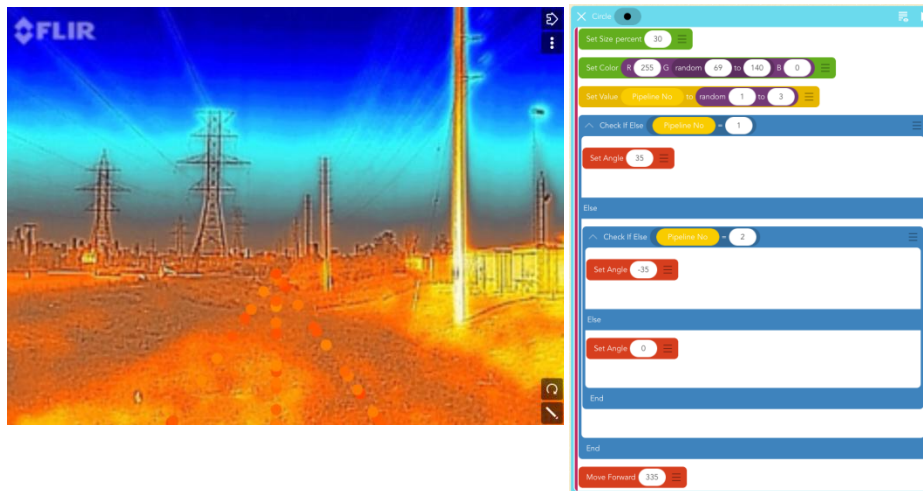 FLIR
Circle
Set Size percent 30
Set Color R 255 G random 69 to 140 B 0
Set Value Pipeline No to random 1 to 3
Check If Else Pipeline No = 1
Set Angle 35
Else
Check If Else Pipeline No = 2
Set Angle -35
Else
Set Angle 0
End
End
Move Forward 335